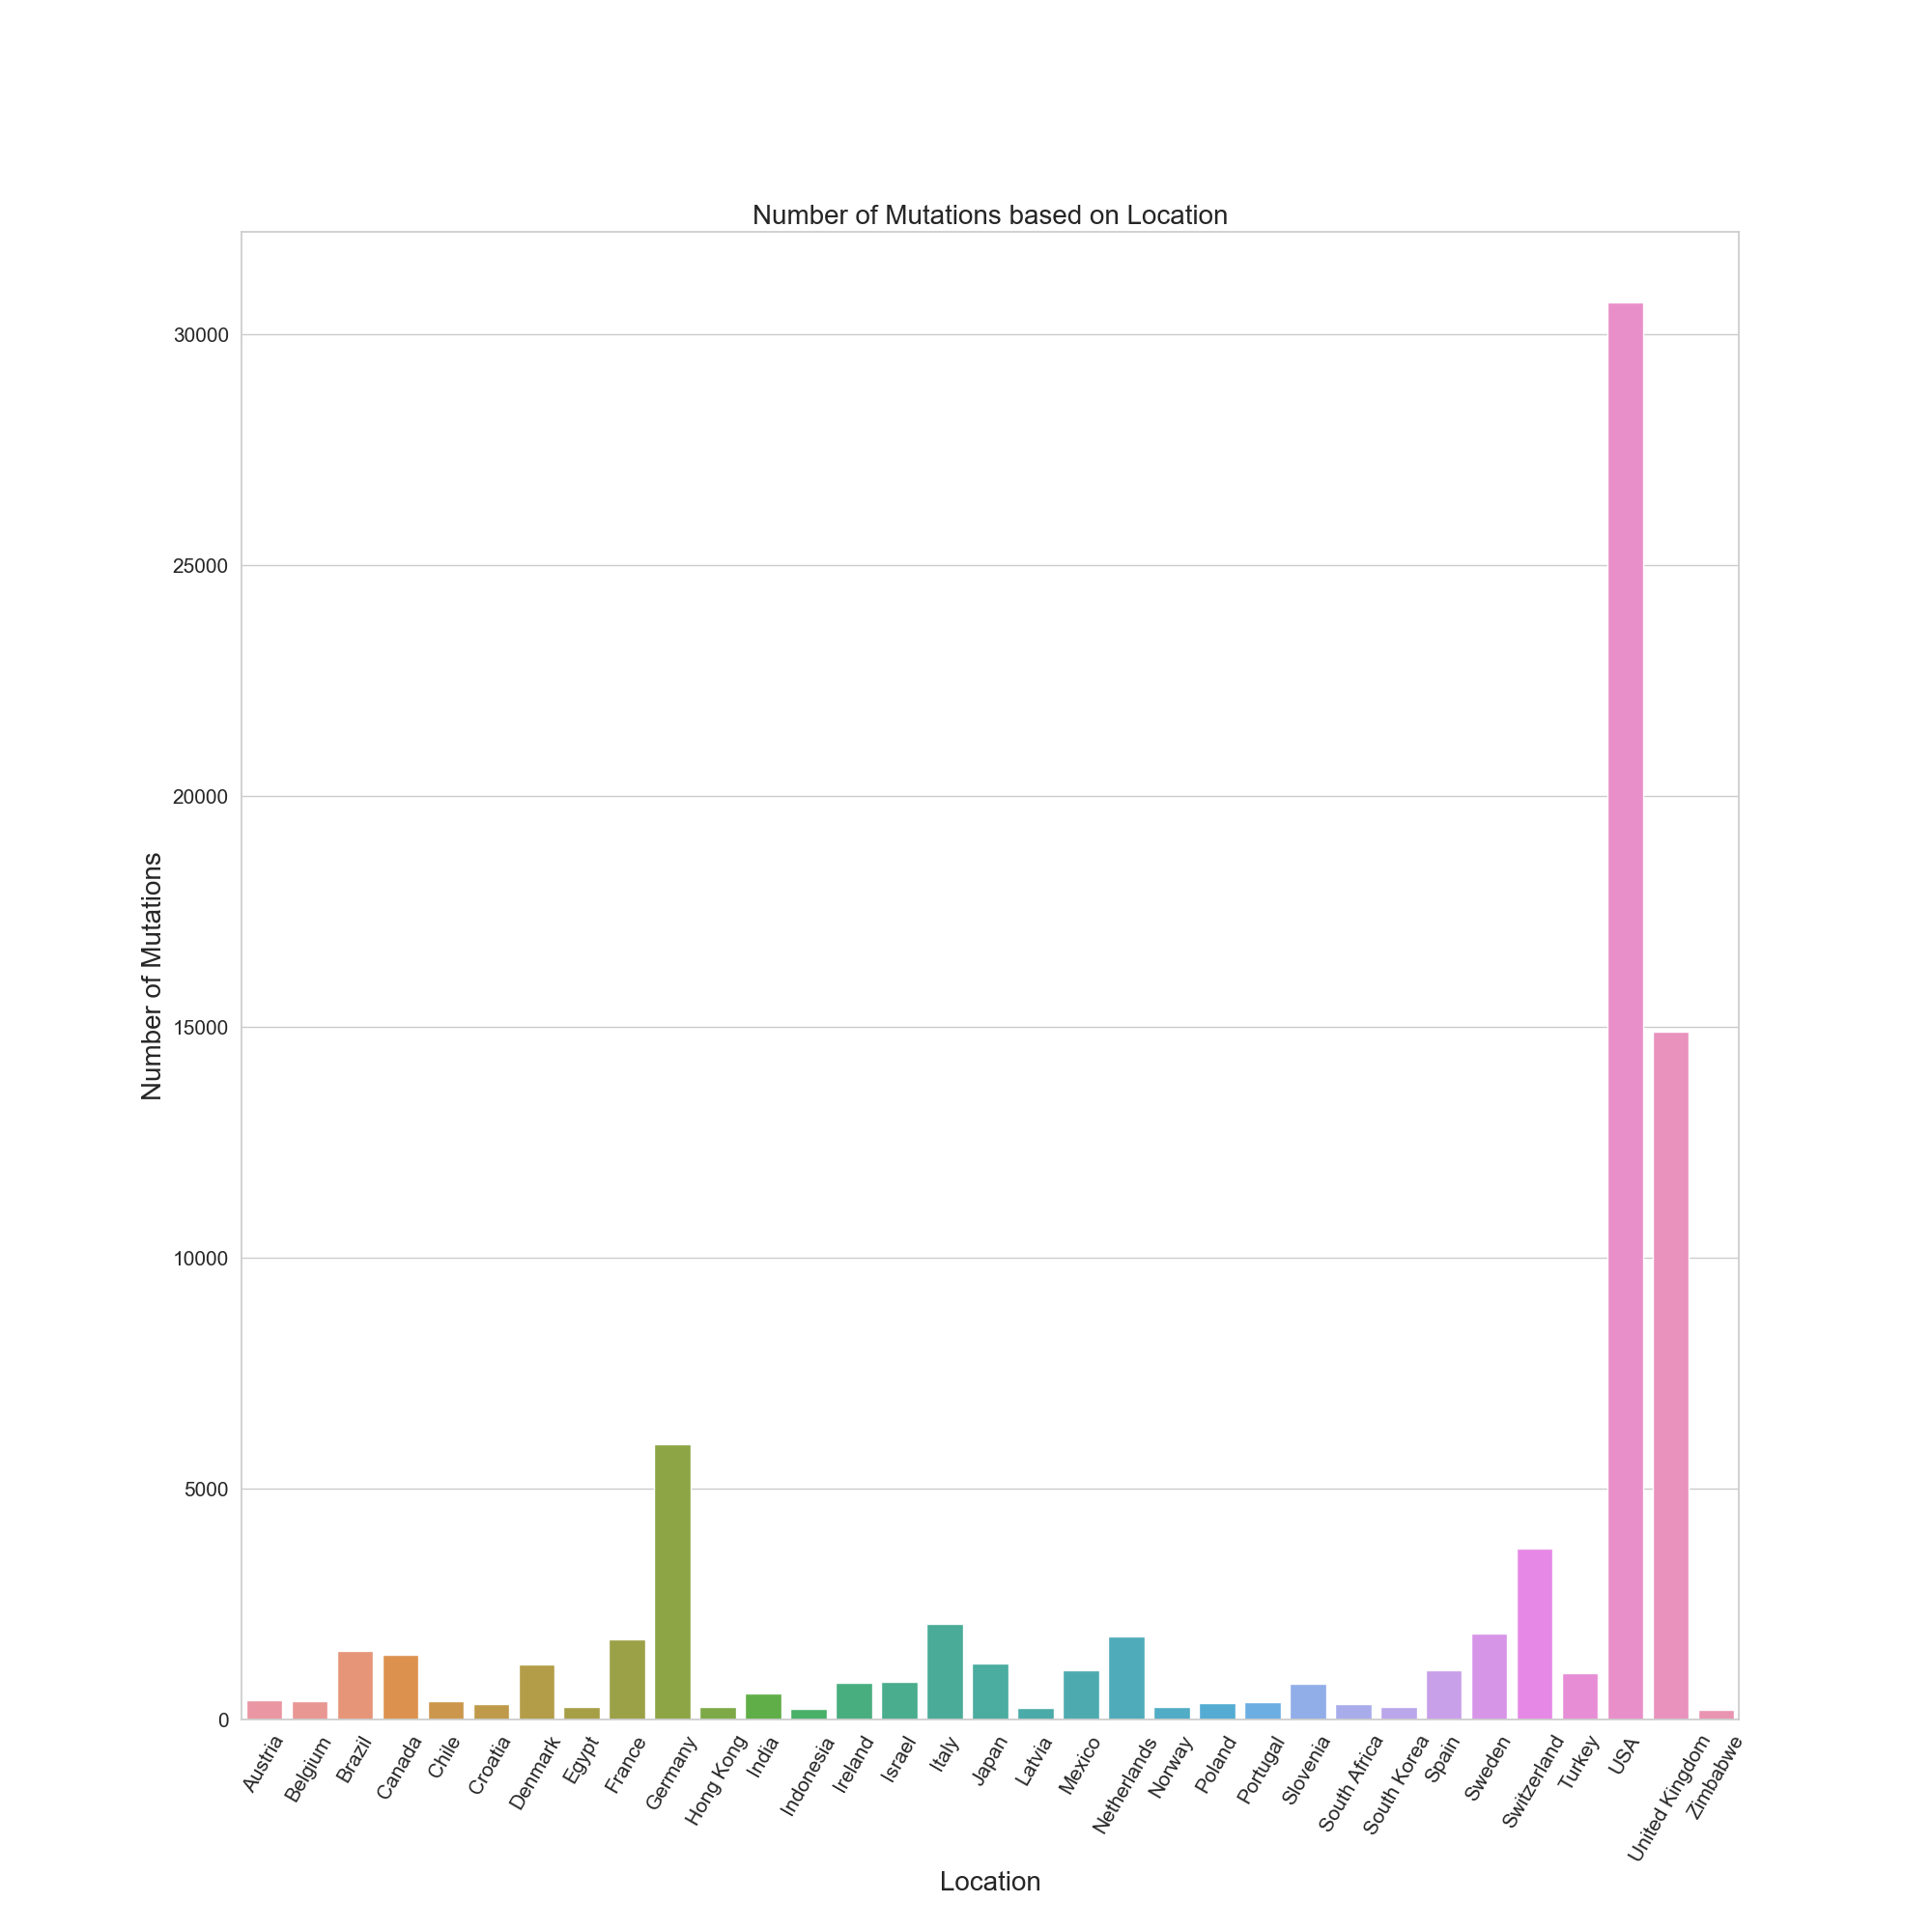 Number of Mutations based on Location
Number of Mutations
30000
25000
20000
15000
10000
5000
0
Austria
Belgium
Brazil
Canada
Chile
Croatia
Denmark
Egypt
France
Germany
Hong Kong
India
Indonesia
Ireland
Israel
Italy
Japan
Latvia
Mexico
Netherlands
Norway
Poland
Portugal
Slovenia
South Africa
South Korea
Spain
Sweden
Switzerland
Turkey
USA
United Kingdom
Zimbabwe
Location